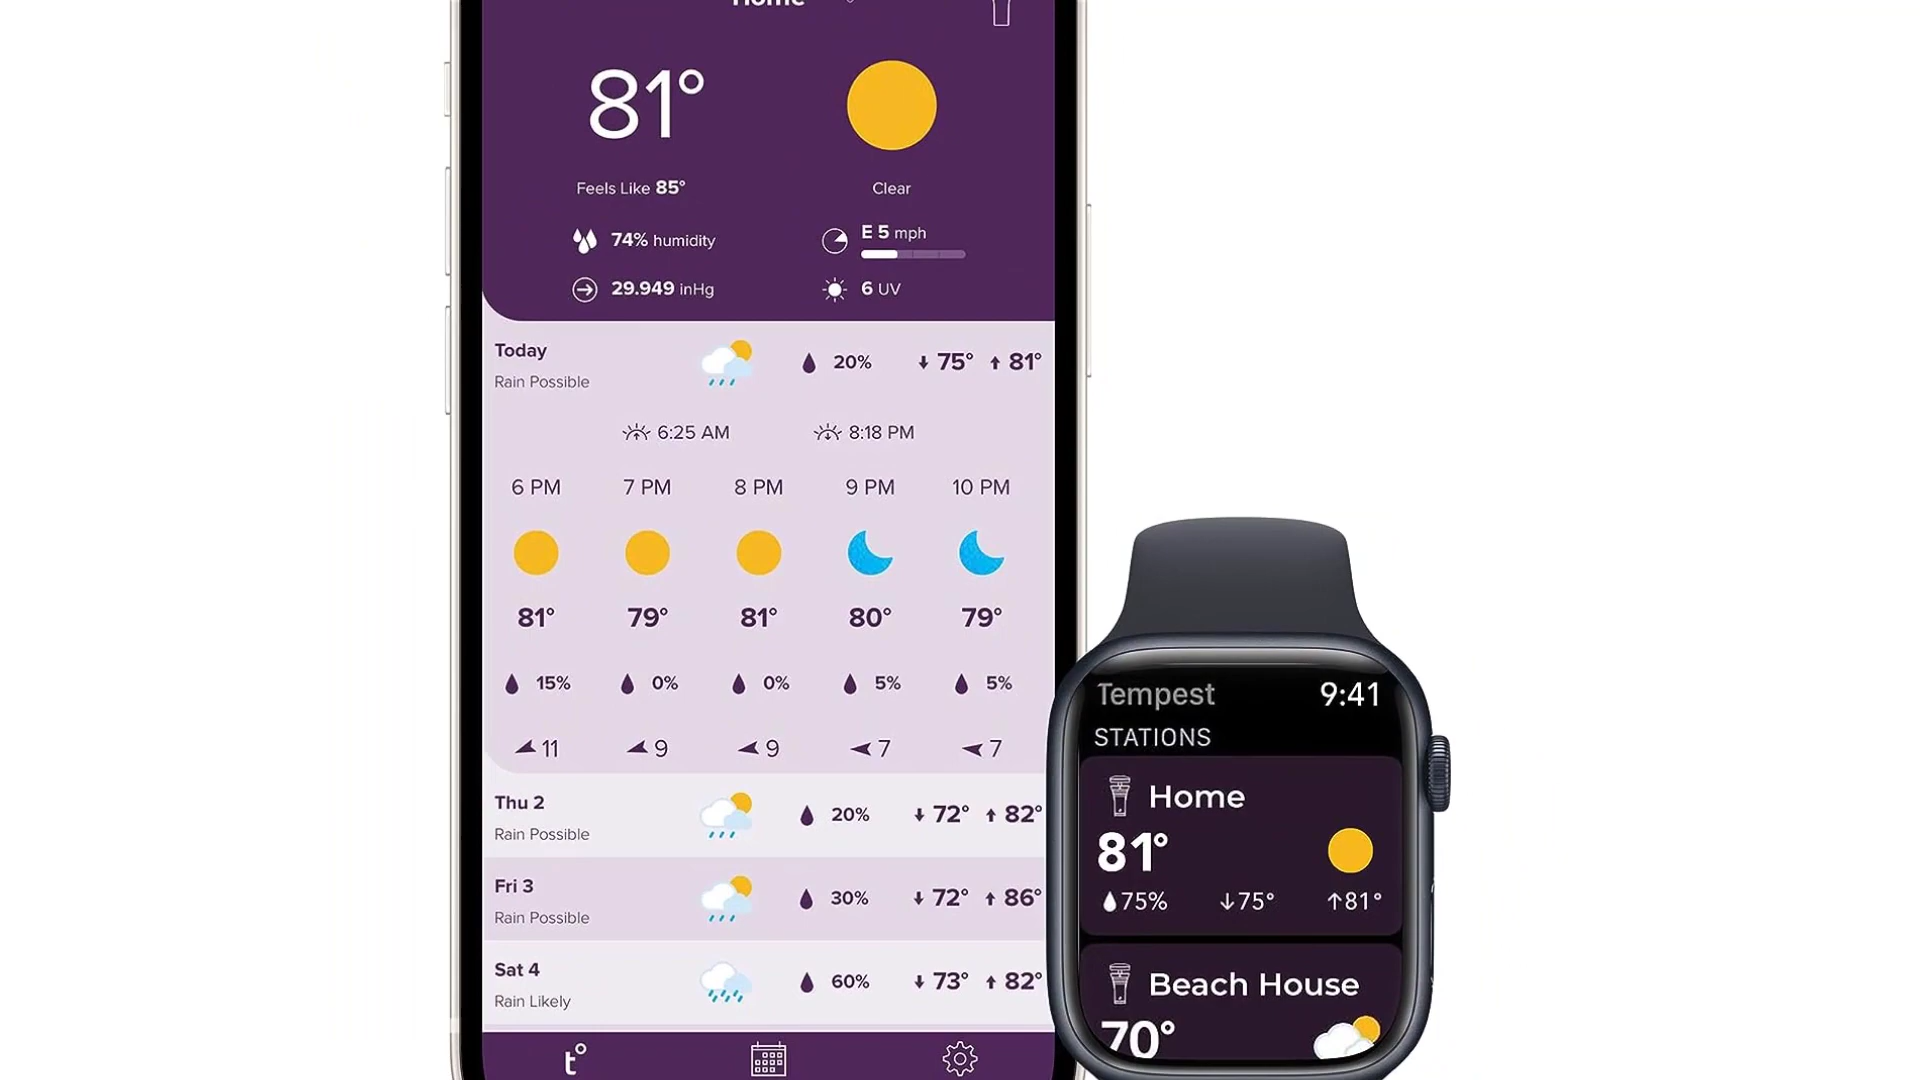 Home
81°
Feels Like 85°
Clear
74% humidity
E 5 mph
29.949 inHg
6 UV
Today
Rain Possible
20%
75° 81°
6:25 AM
8:18 PM
6 PM 7 PM 8 PM 9 PM 10 PM
81° 79° 81° 80° 79°
15% 0% 0% 5% 5%
11 9 9 7 7
Thu 2
Rain Possible
20%
72° 82°
Fri 3
Rain Possible
30%
72° 86°
Sat 4
Rain Likely
60%
73° 82°
t°
Tempest 9:41
STATIONS
Home
81°
75% ↓75° ↑81°
Beach House
70°